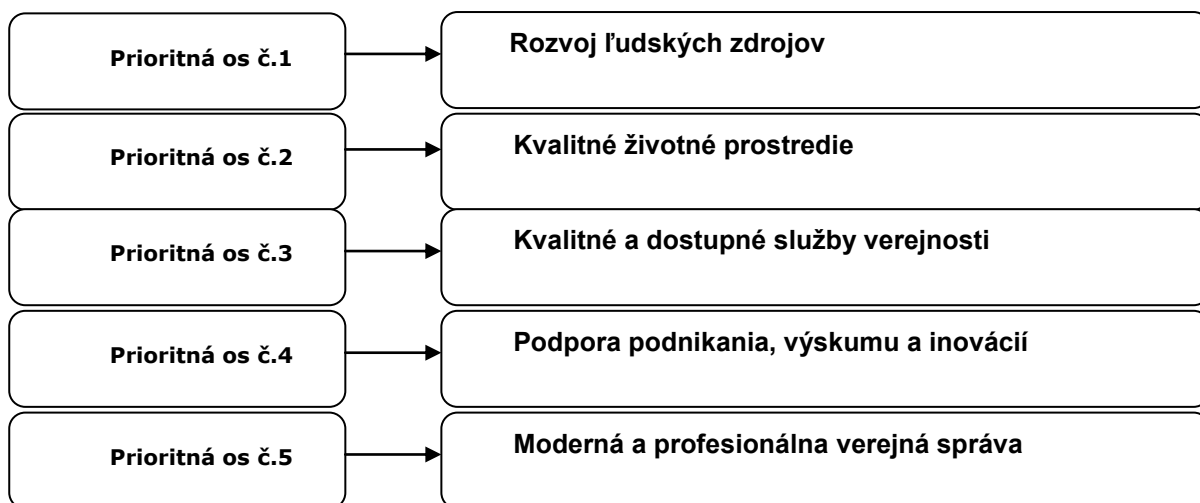 Prioritná os č.1
Rozvoj ľudských zdrojov
Prioritná os č.2
Kvalitné životné prostredie
Prioritná os č.3
Kvalitné a dostupné služby verejnosti
Prioritná os č.4
Podpora podnikania, výskumu a inovácií
Prioritná os č.5
Moderná a profesionálna verejná správa